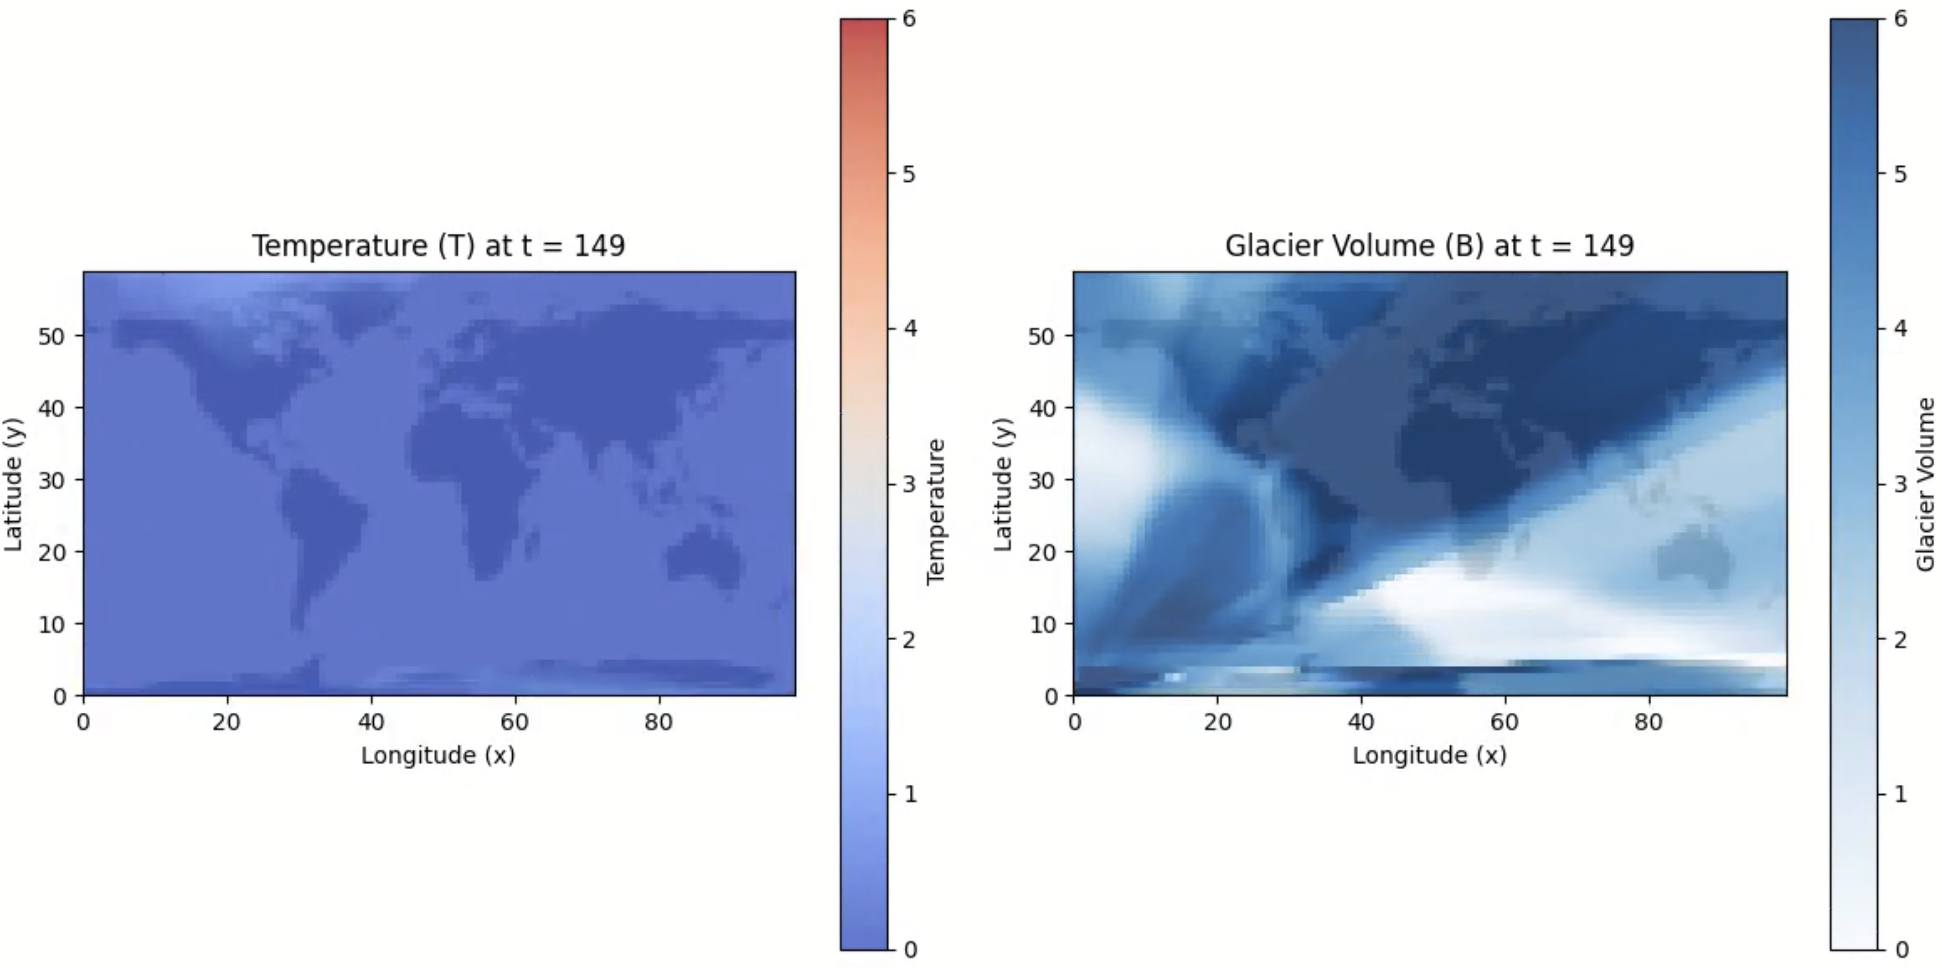 Temperature (T) at t = 149
Latitude (y)
50
40
30
20
10
0
0 20 40 60 80
Longitude (x)
6
5
4
3
2
1
0
Temperature
Glacier Volume (B) at t = 149
Latitude (y)
50
40
30
20
10
0
0 20 40 60 80
Longitude (x)
6
5
4
3
2
1
0
Glacier Volume